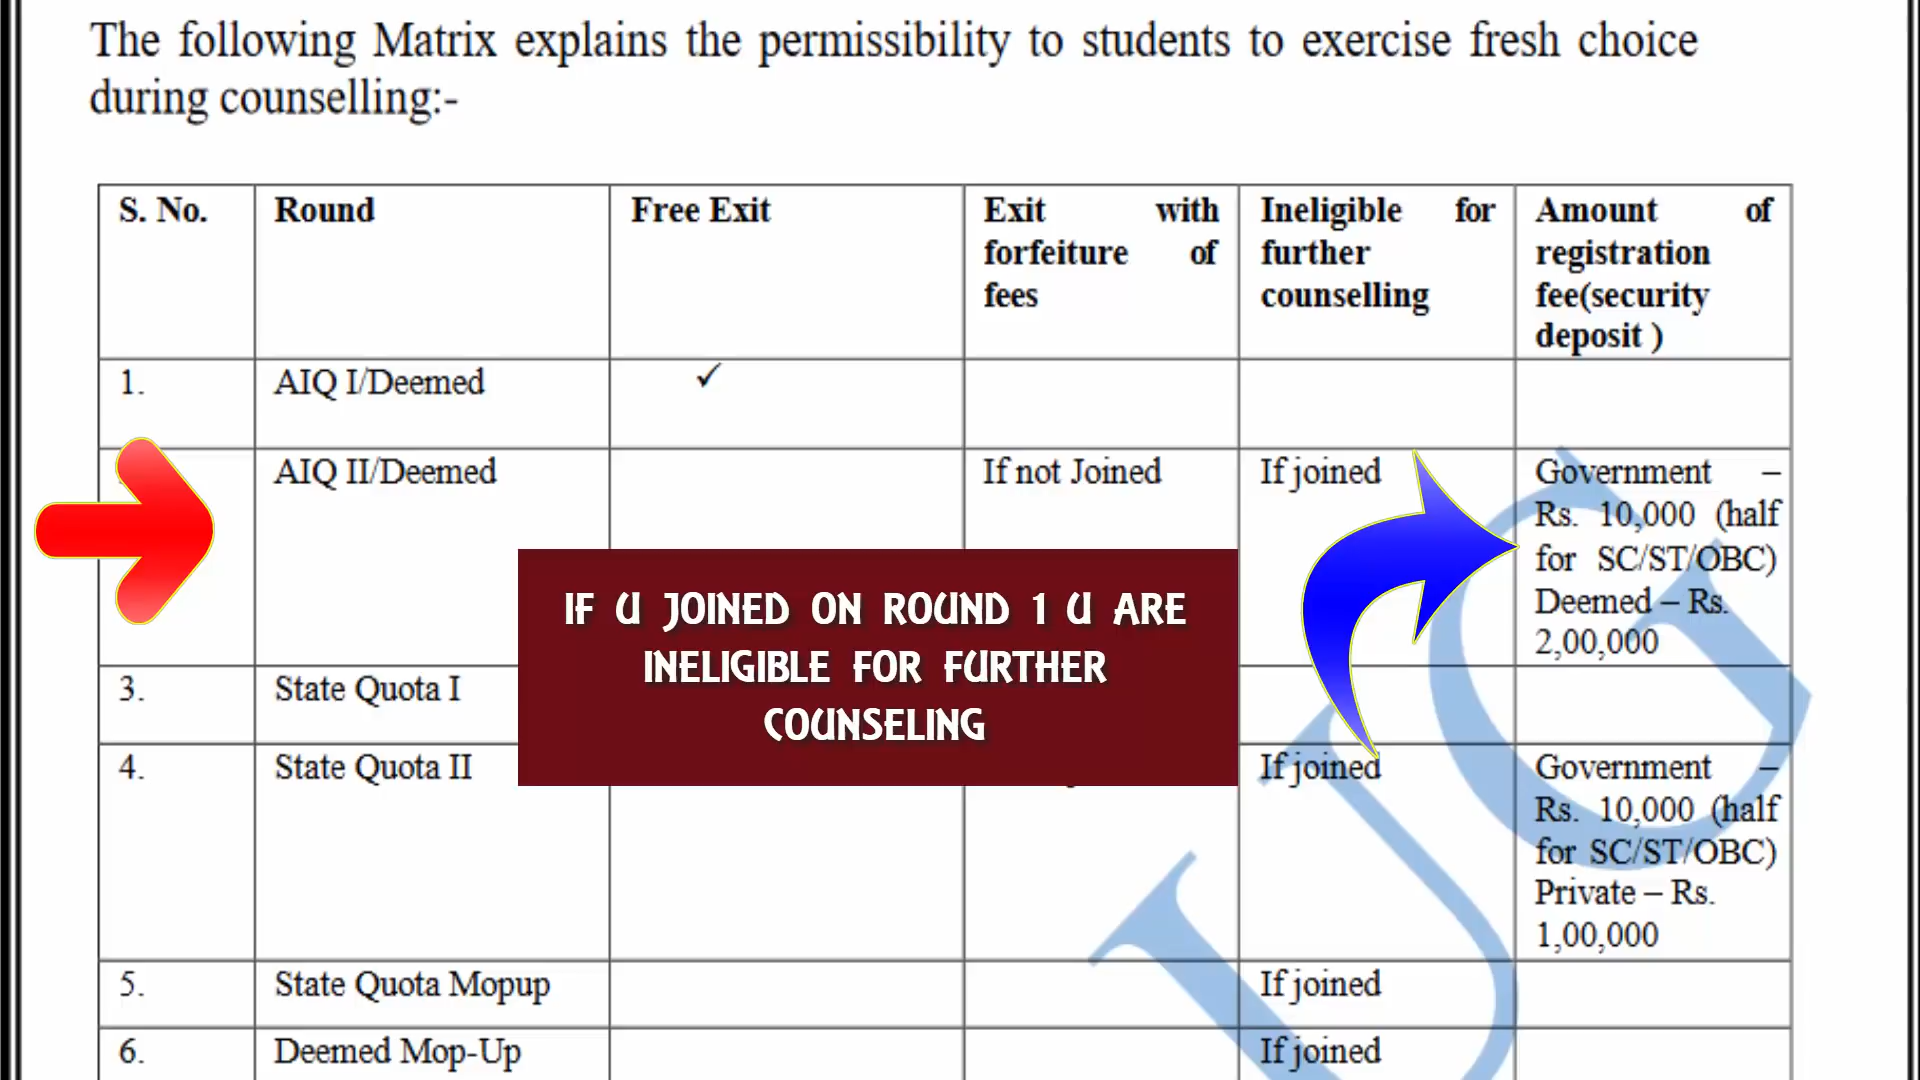 The following Matrix explains the permissibility to students to exercise fresh choice
during counselling:-
S. No.
Round
Free Exit
Exit with
forfeiture of
fees
Ineligible for
further
counselling
Amount of
registration
fee(security
deposit )
1.
AIQ I/Deemed
✓
AIQ II/Deemed
If not Joined
If joined
Government –
Rs. 10,000 (half
for SC/ST/OBC)
Deemed – Rs.
2,00,000
IF U JOINED ON ROUND 1 U ARE
INELIGIBLE FOR FURTHER
COUNSELING
3.
State Quota I
4.
State Quota II
If joined
Government –
Rs. 10,000 (half
for SC/ST/OBC)
Private – Rs.
1,00,000
5.
State Quota Mopup
If joined
6.
Deemed Mop-Up
If joined
UG